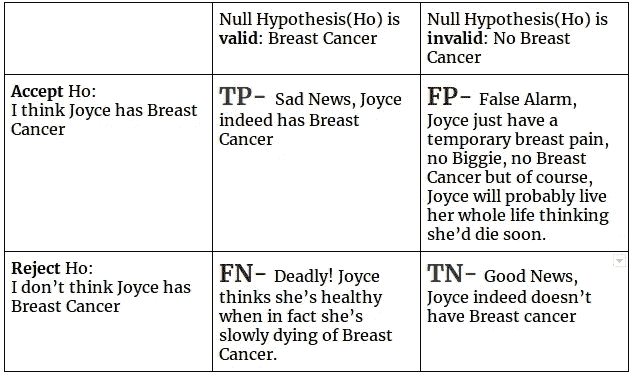 Null Hypothesis(Ho) is
valid: Breast Cancer
Null Hypothesis(Ho) is
invalid: No Breast
Cancer
Accept Ho:
I think Joyce has Breast
Cancer
TP- Sad News, Joyce
indeed has Breast
Cancer
FP- False Alarm,
Joyce just have a
temporary breast pain,
no Biggie, no Breast
Cancer but of course,
Joyce will probably live
her whole life thinking
she’d die soon.
Reject Ho:
I don’t think Joyce has
Breast Cancer
FN- Deadly! Joyce
thinks she’s healthy
when in fact she’s
slowly dying of Breast
Cancer.
TN- Good News,
Joyce indeed doesn’t
have Breast cancer